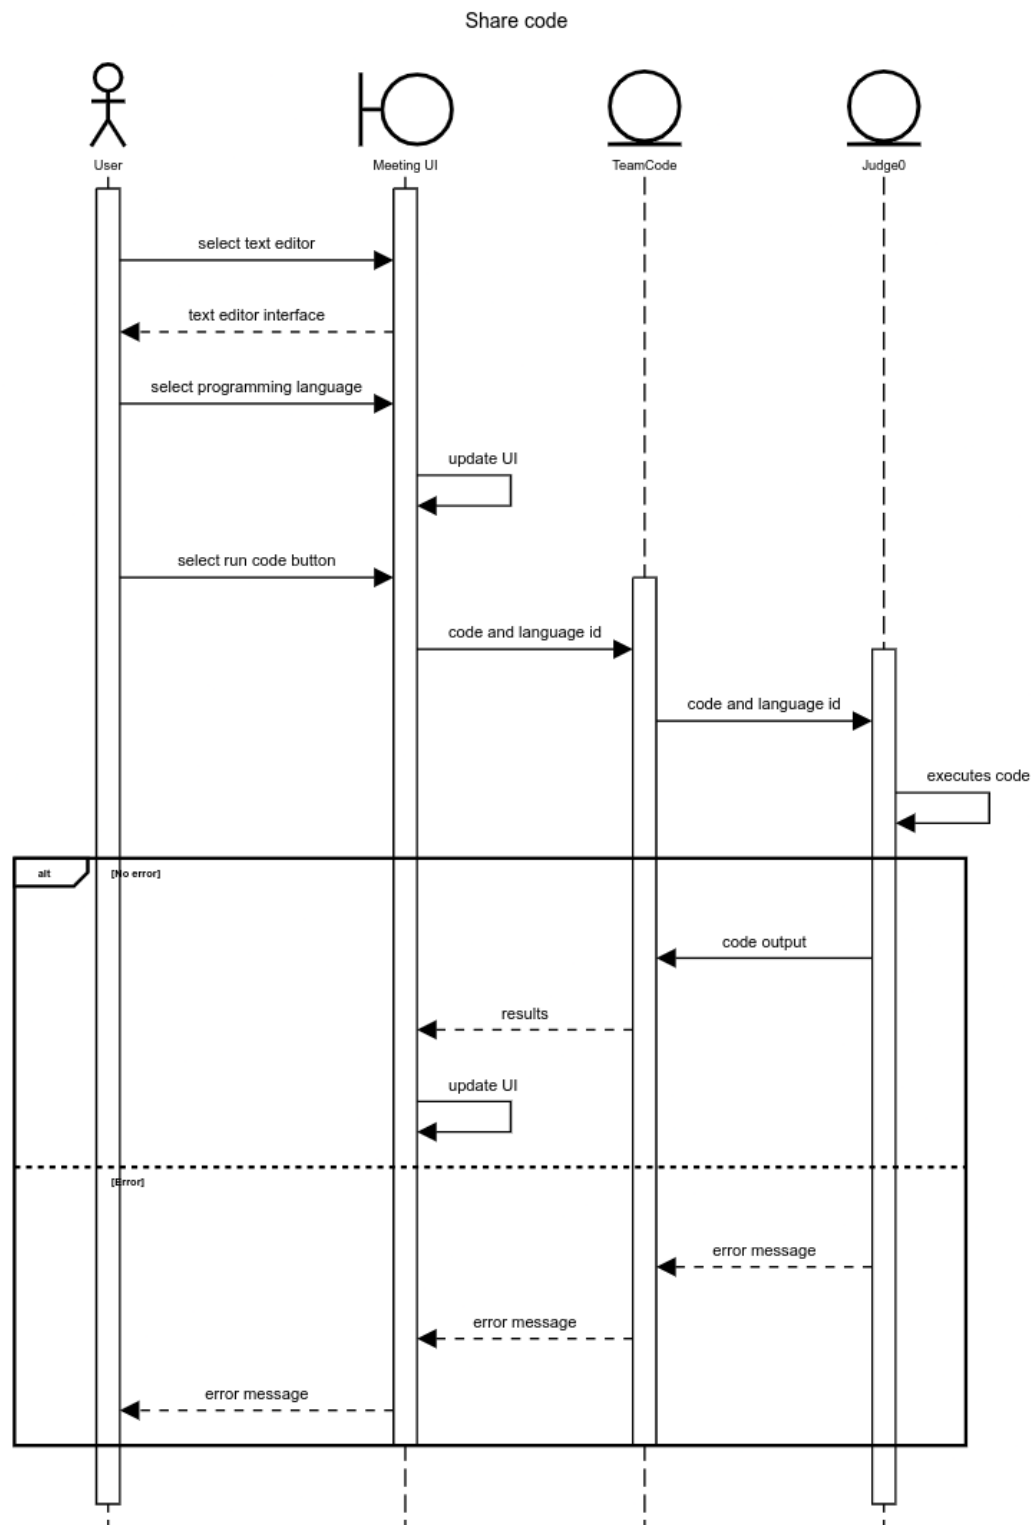 Share code
User
Meeting UI
TeamCode
Judge0
select text editor
text editor interface
select programming language
update UI
select run code button
code and language id
code and language id
executes code
alt
[No error]
code output
results
update UI
[Error]
error message
error message
error message